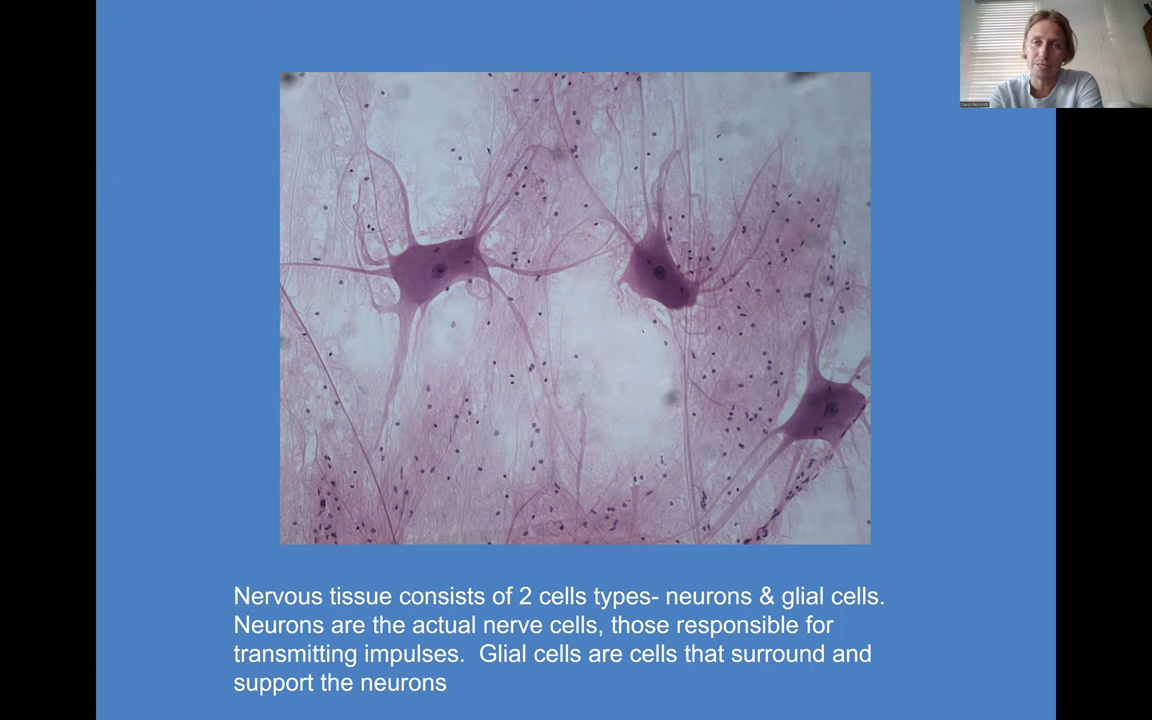 Nervous tissue consists of 2 cells types- neurons & glial cells.
Neurons are the actual nerve cells, those responsible for
transmitting impulses.  Glial cells are cells that surround and
support the neurons